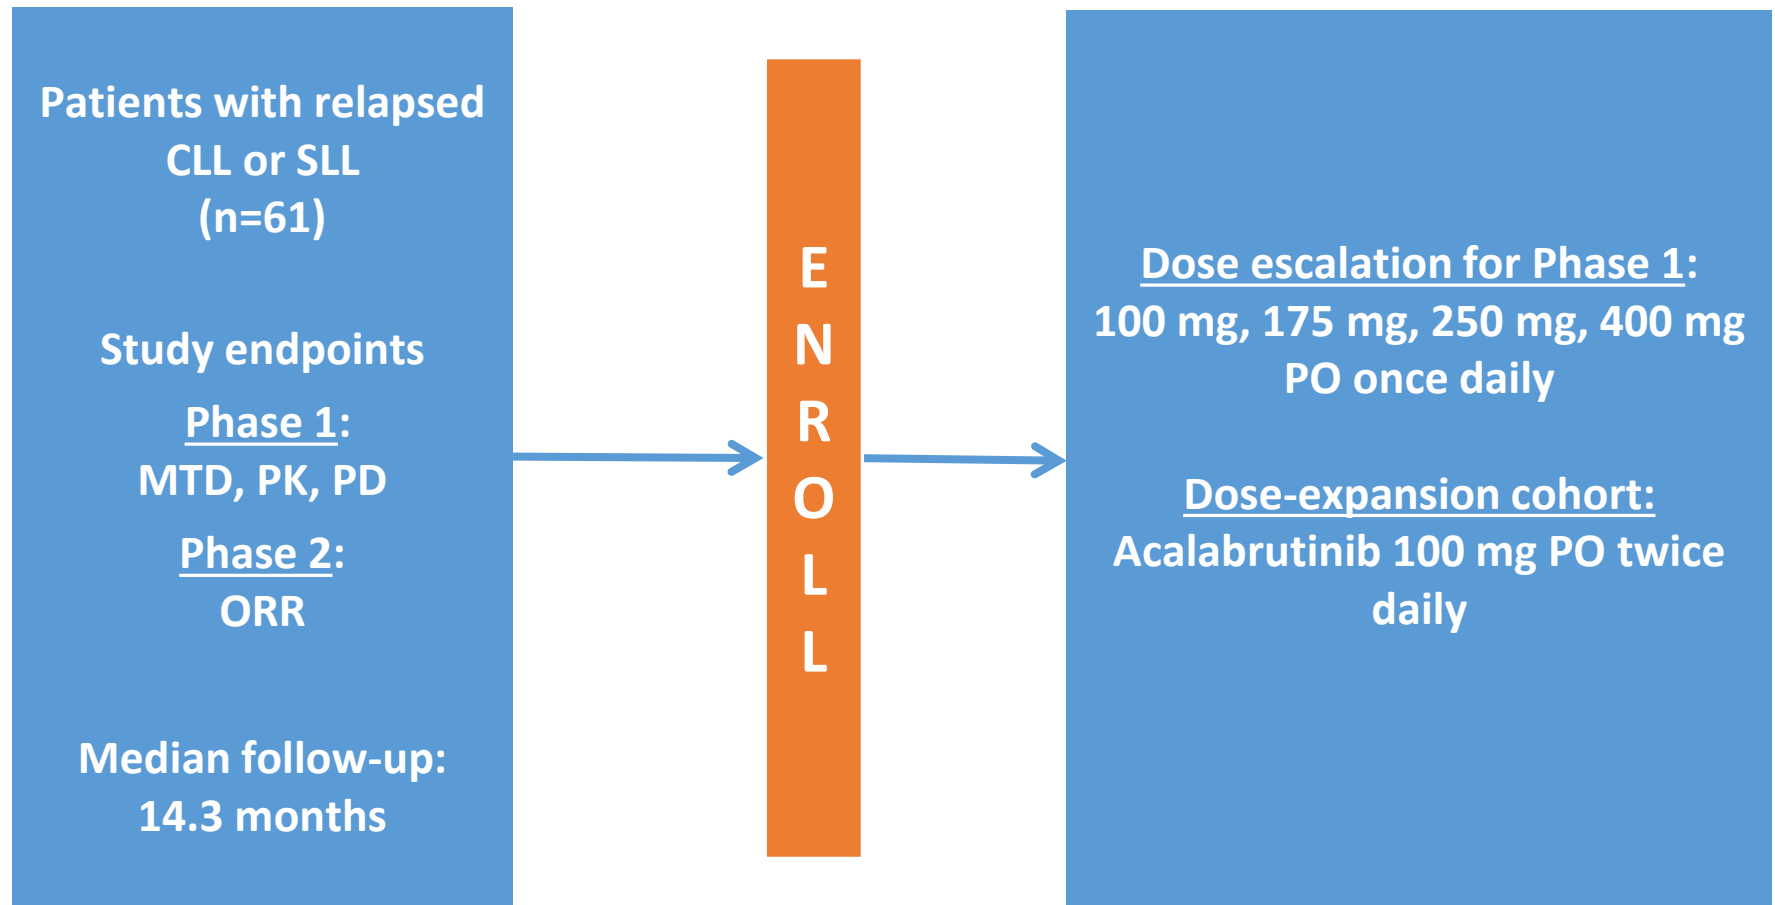 Patients with relapsed
CLL or SLL
(n=61)
Study endpoints
Phase 1:
MTD, PK, PD
Phase 2:
ORR
Median follow-up:
14.3 months
E
N
R
O
L
L
Dose escalation for Phase 1:
100 mg, 175 mg, 250 mg, 400 mg
PO once daily
Dose-expansion cohort:
Acalabrutinib 100 mg PO twice
daily